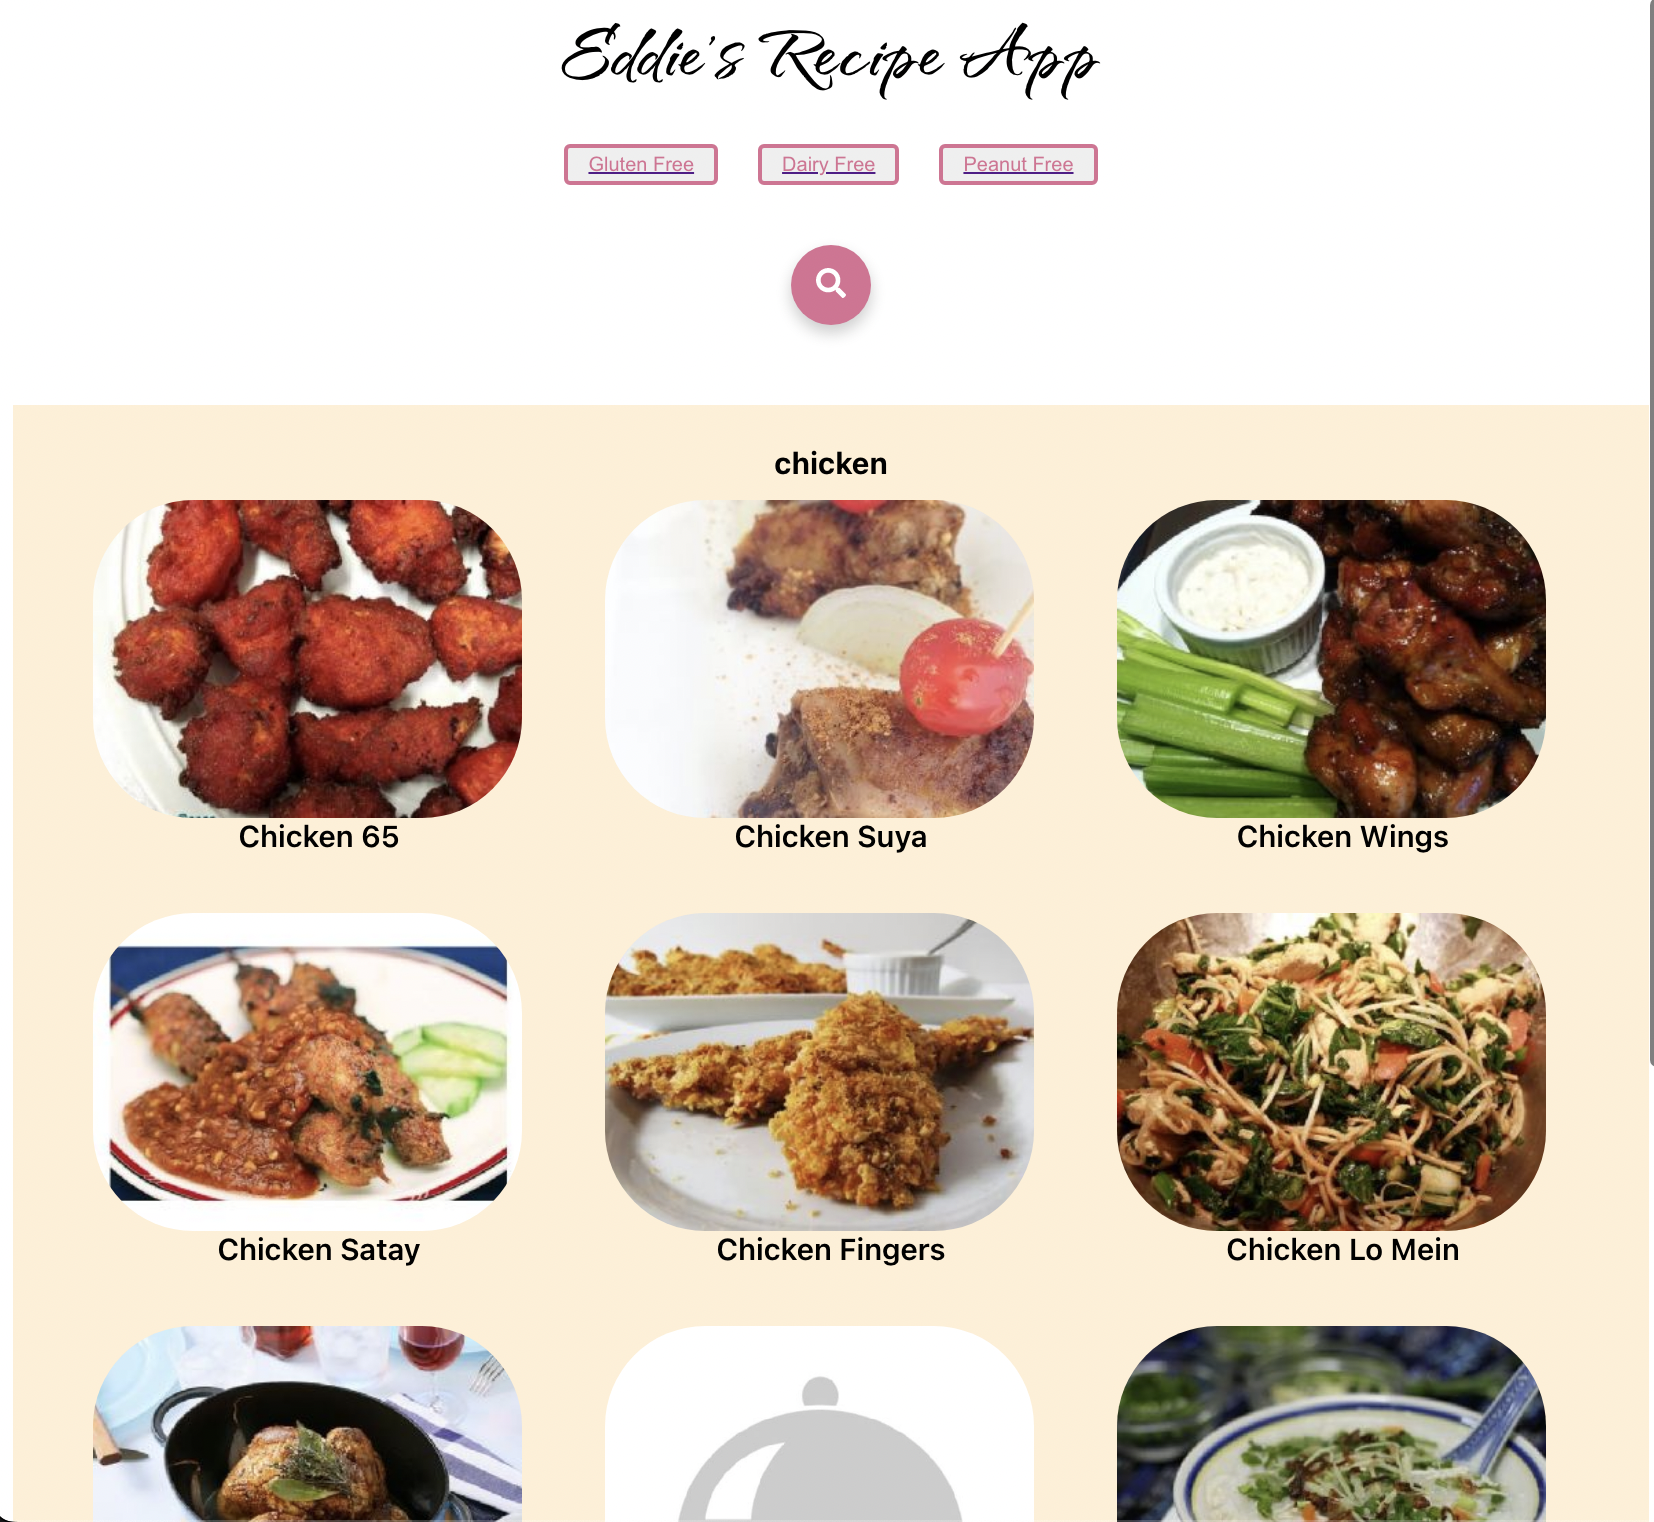 Eddie's Recipe App
Gluten Free
Dairy Free
Peanut Free
chicken
Chicken 65
Chicken Suya
Chicken Wings
Chicken Satay
Chicken Fingers
Chicken Lo Mein